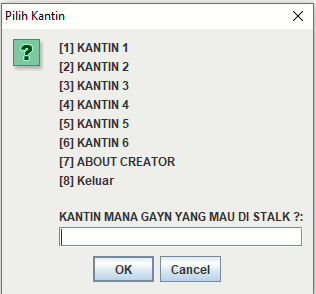 Pilih Kantin
[1] KANTIN 1
[2] KANTIN 2
[3] KANTIN 3
[4] KANTIN 4
[5] KANTIN 5
[6] KANTIN 6
[7] ABOUT CREATOR
[8] Keluar
KANTIN MANA GAYN YANG MAU DI STALK ?:
OK Cancel